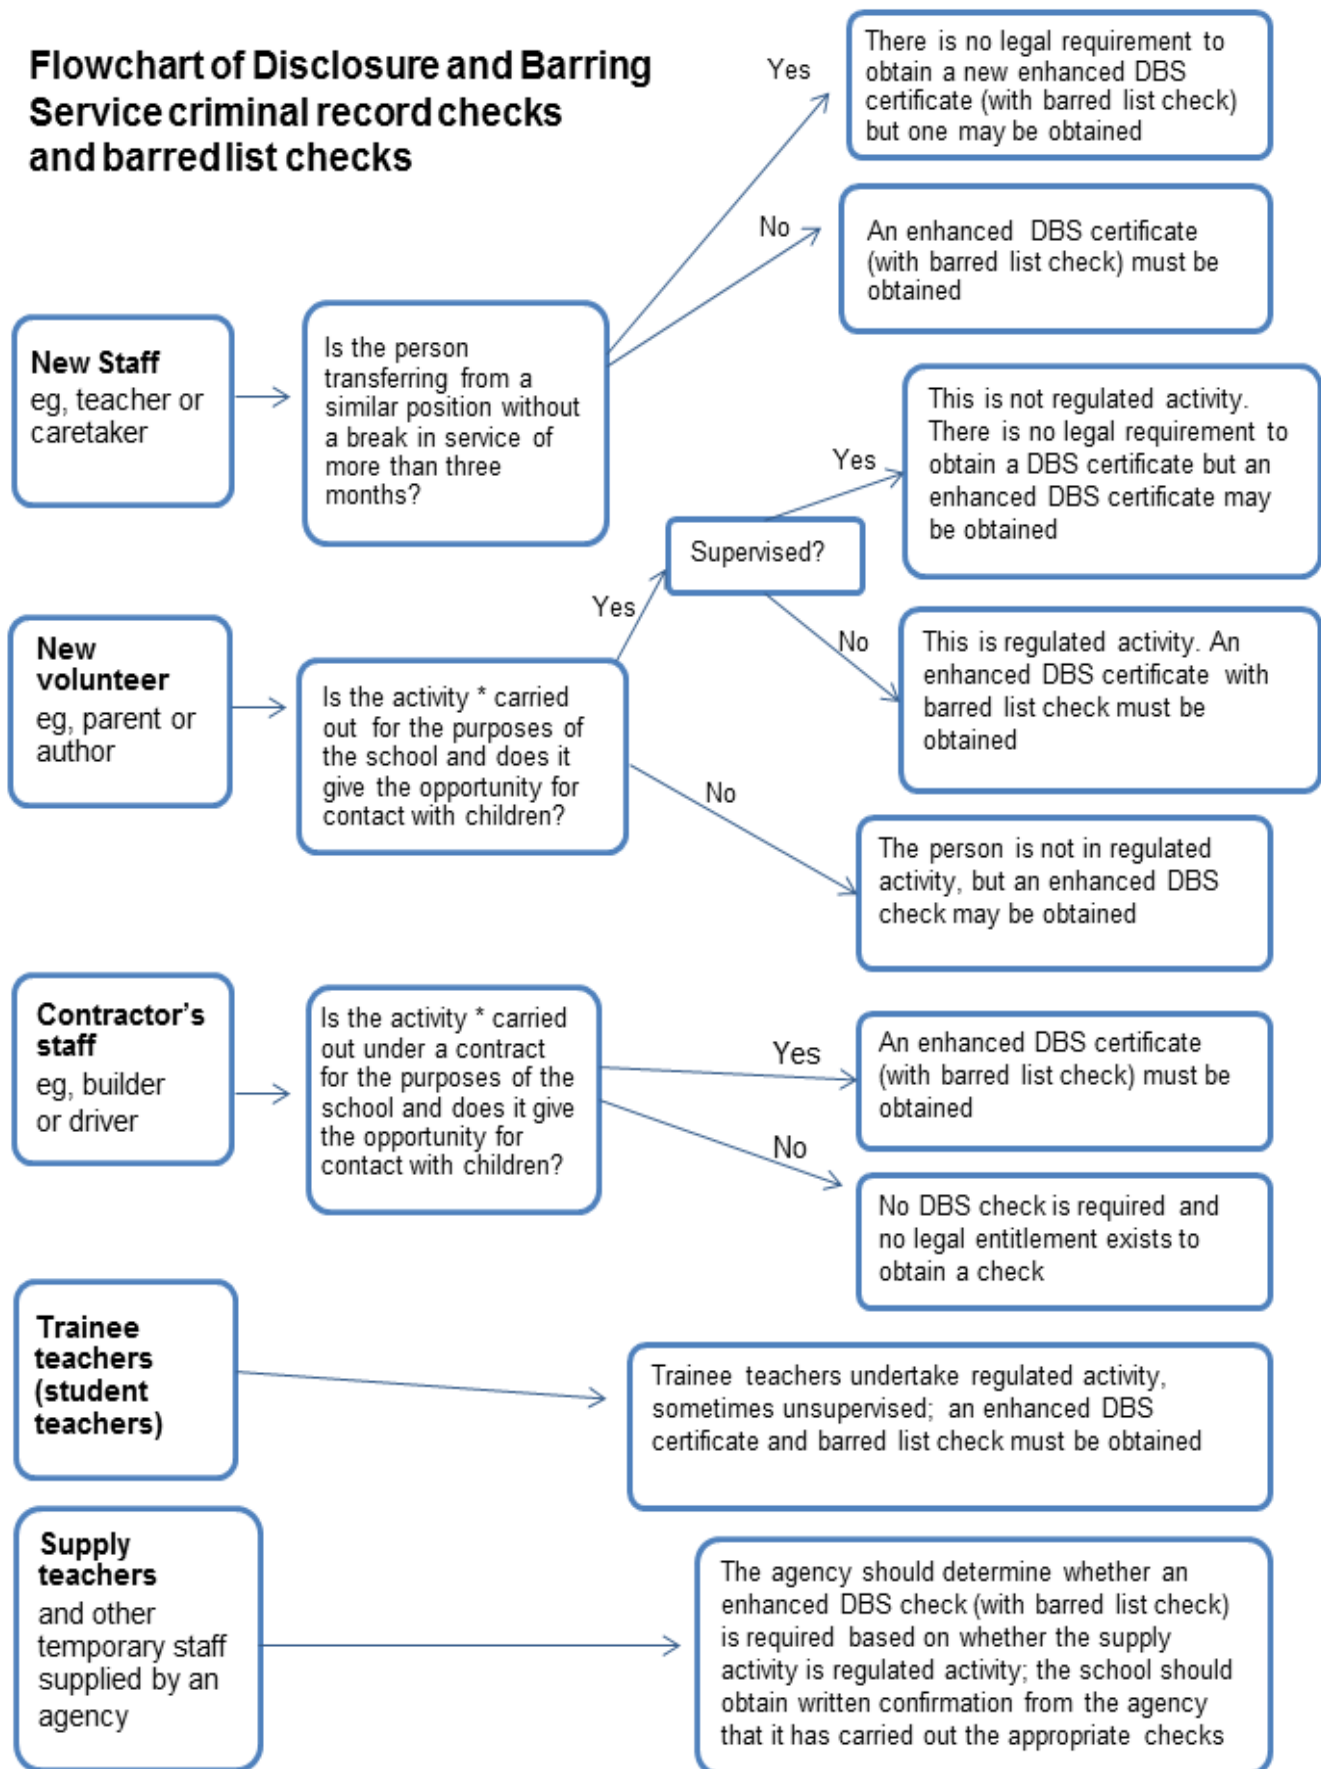 Flowchart of Disclosure and Barring
Service criminal record checks
and barred list checks
Yes
There is no legal requirement to
obtain a new enhanced DBS
certificate (with barred list check)
but one may be obtained
No
An enhanced DBS certificate
(with barred list check) must be
obtained
New Staff
eg, teacher or
caretaker
Is the person
transferring from a
similar position without
a break in service of
more than three
months?
Yes
This is not regulated activity.
There is no legal requirement to
obtain a DBS certificate but an
enhanced DBS certificate may
be obtained
Supervised?
Yes
No
This is regulated activity. An
enhanced DBS certificate with
barred list check must be
obtained
New
volunteer
eg, parent or
author
Is the activity * carried
out for the purposes of
the school and does it
give the opportunity for
contact with children?
No
The person is not in regulated
activity, but an enhanced DBS
check may be obtained
Contractor's
staff
eg, builder
or driver
Is the activity * carried
out under a contract
for the purposes of the
school and does it give
the opportunity for
contact with children?
Yes
An enhanced DBS certificate
(with barred list check) must be
obtained
No
No DBS check is required and
no legal entitlement exists to
obtain a check
Trainee
teachers
(student
teachers)
Trainee teachers undertake regulated activity,
sometimes unsupervised; an enhanced DBS
certificate and barred list check must be obtained
Supply
teachers
and other
temporary staff
supplied by an
agency
The agency should determine whether an
enhanced DBS check (with barred list check)
is required based on whether the supply
activity is regulated activity; the school should
obtain written confirmation from the agency
that it has carried out the appropriate checks